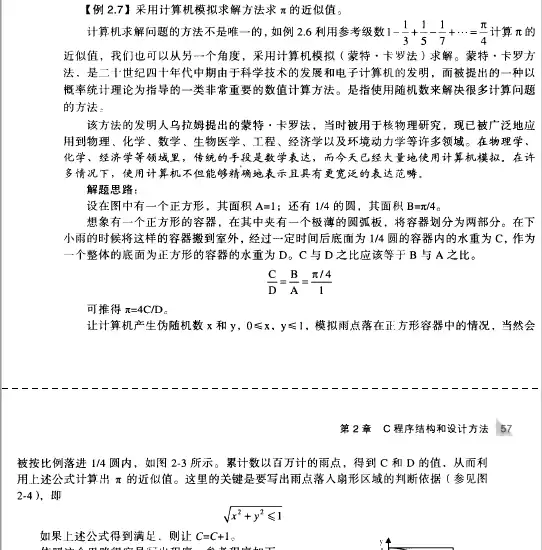 【例 2.7】采用计算机模拟求解方法求 π 的近似值。
计算机求解问题的方法不是唯一的,如例 2.6 利用参考级数1-1/3+1/5-1/7+…=π/4计算 π 的
近似值,我们也可以从另一个角度,采用计算机模拟(蒙特·卡罗法)求解。蒙特·卡罗方
法、是二十世纪四十年代中期由于科学技术的发展和电子计算机的发明,而被提出的一种以
概率统计理论为指导的一类非常重要的数值计算方法。是指使用随机数来解决很多计算问题
的方法。
该方法的发明人乌拉姆提出的蒙特·卡罗法,当时被用于核物理研究,现已被广泛地应
用到物理、化学、数学、生物医学、工程、经济学以及环境动力学等许多领域。在物理学、
化学、经济学等领域里,传统的手段是数学表达,而今天已经大量地使用计算机模拟。在许
多情况下,使用计算机不但能够精确地表示且具有更宽泛的表达范畴。
解题思路:
设在图中有一个正方形,其面积 A=1;还有 1/4 的圆,其面积 B=π/4。
想象有一个正方形的容器,在其中夹有一个极薄的圆弧板,将容器划分为两部分。在下
小雨的时候将这样的容器搬到室外,经过一定时间后底面为 1/4 圆的容器内的水重为 C,作为
一个整体的底面为正方形的容器的水重为 D。C 与 D 之比应该等于 B 与 A 之比。
C/D=B/A=π/4/1
可推得 π=4C/D。
让计算机产生伪随机数 x 和 y,0≤x、y≤1,模拟雨点落在正方形容器中的情况,当然会
第 2 章 C 程序结构和设计方法 57
被按比例落进 1/4 圆内,如图 2-3 所示。累计数以百万计的雨点,得到 C 和 D 的值、从而利
用上述公式计算出 π 的近似值。这里的关键是要写出雨点落入扇形区域的判断依据(参见图
2-4),即
√x²+y²≤1
如果上述公式得到满足、则让 C=C+1。
y
1